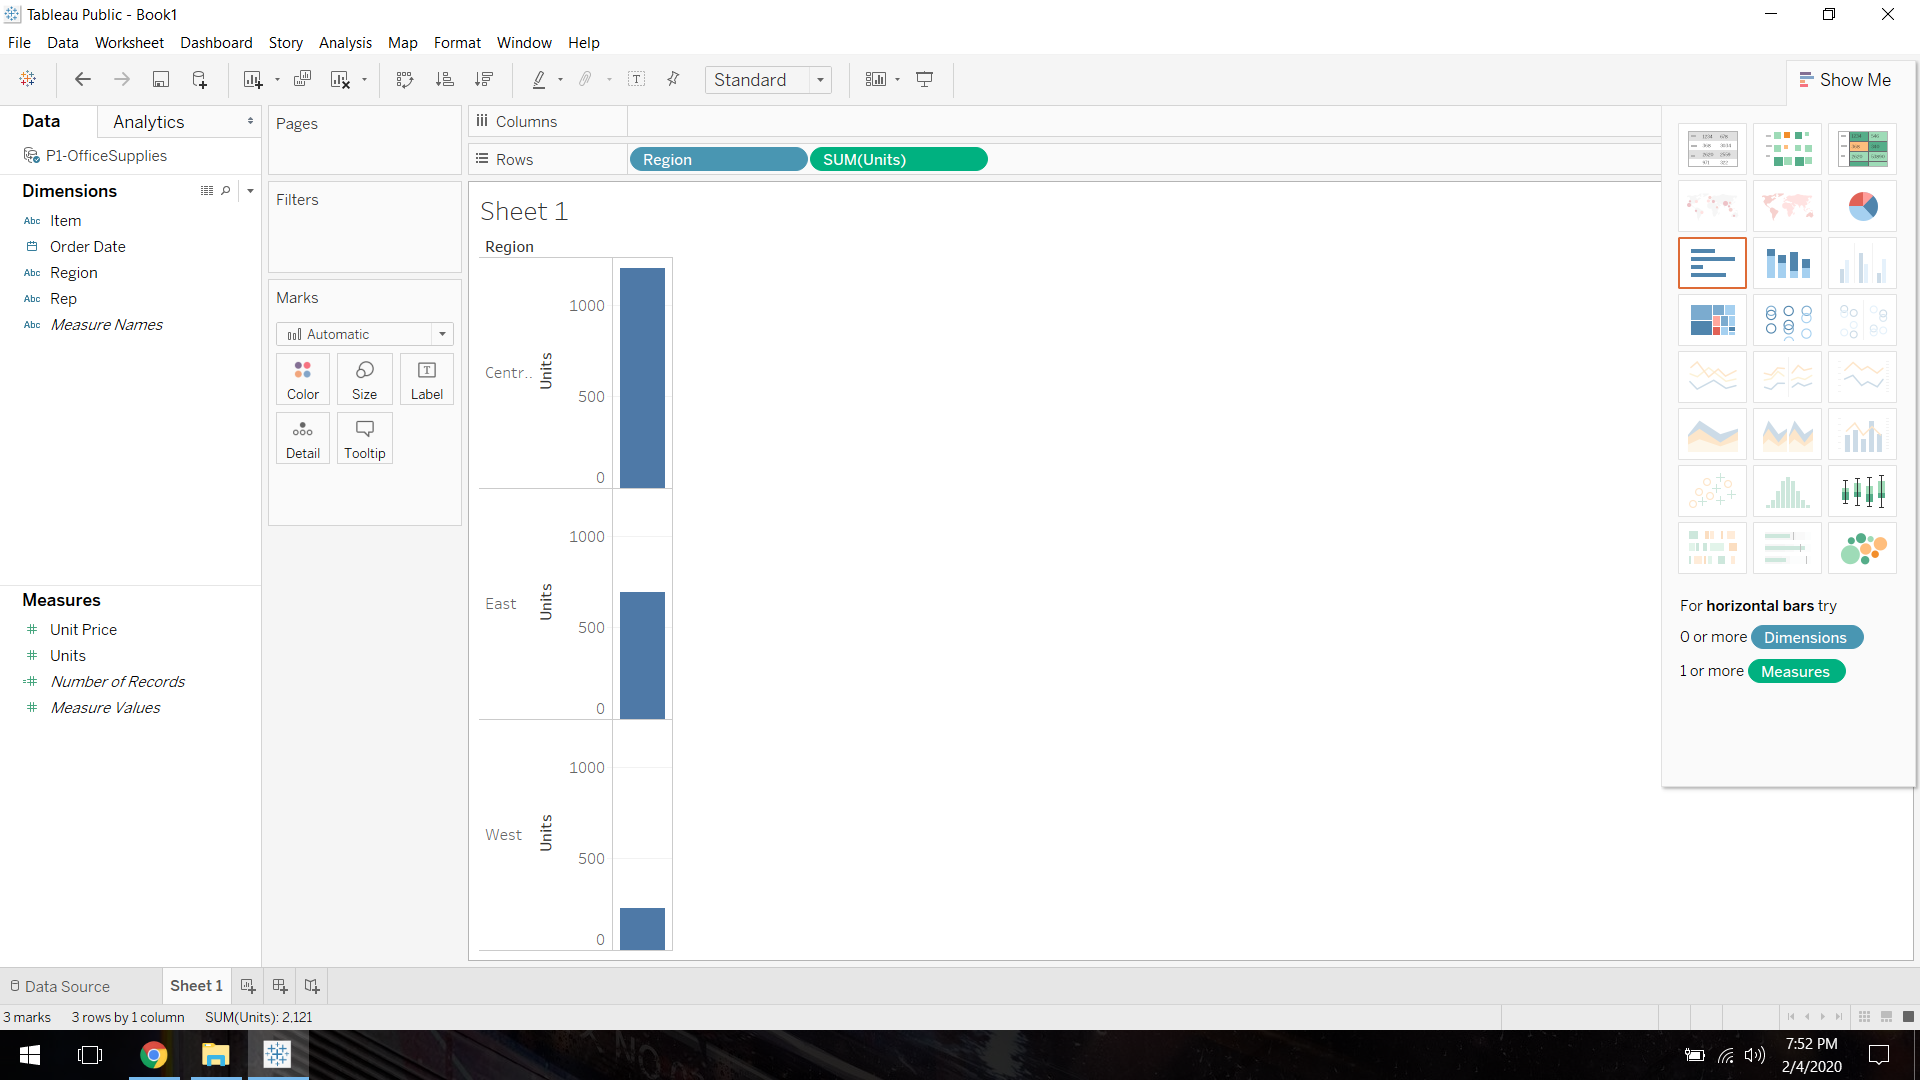 Tableau Public - Book1
File Data Worksheet Dashboard Story Analysis Map Format Window Help
Standard
Show Me
Data Analytics
P1-OfficeSupplies
Dimensions
Abc Item
Order Date
Abc Region
Abc Rep
Abc Measure Names
Measures
Unit Price
Units
Number of Records
Measure Values
Pages
Filters
Marks
Automatic
Color Size Label
Detail Tooltip
Columns
Rows Region SUM(Units)
Sheet 1
Region
Centr..
Units
1000
500
0
East
Units
1000
500
0
West
Units
1000
500
0
For horizontal bars try
0 or more Dimensions
1 or more Measures
Data Source Sheet 1
3 marks 3 rows by 1 column SUM(Units): 2,121
7:52 PM
2/4/2020